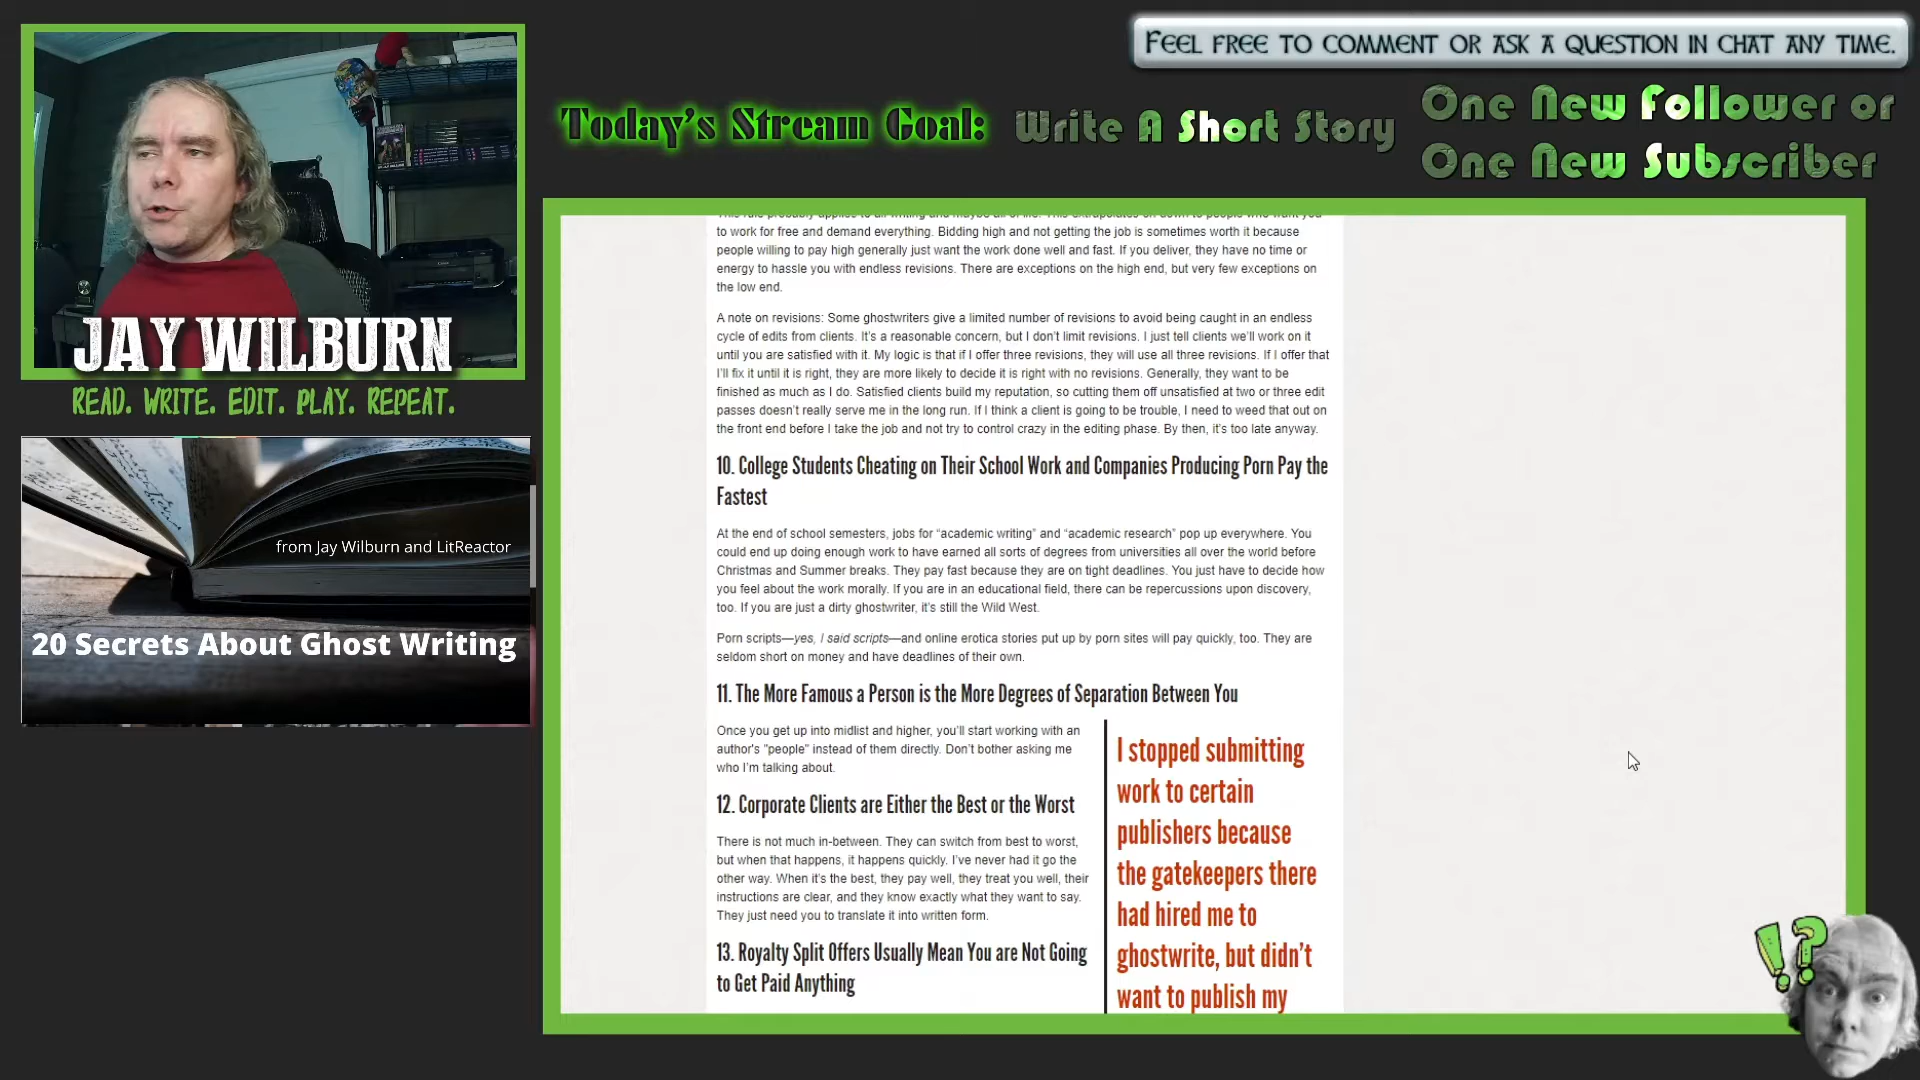 FEEL FREE TO COMMENT OR ASK A QUESTION IN CHAT ANY TIME.
Today's Stream Goal:
Write A Short Story
One New Follower or
One New Subscriber
JAY WILBURN
READ. WRITE. EDIT. PLAY. REPEAT.
from Jay Wilburn and LitReactor
20 Secrets About Ghost Writing
This rule probably applies to all writing and maybe all of life. This extrapolates on down to people who want you
to work for free and demand everything. Bidding high and not getting the job is sometimes worth it because
people willing to pay high generally just want the work done well and fast. If you deliver, they have no time or
energy to hassle you with endless revisions. There are exceptions on the high end, but very few exceptions on
the low end.
A note on revisions: Some ghostwriters give a limited number of revisions to avoid being caught in an endless
cycle of edits from clients. It's a reasonable concern, but I don't limit revisions. I just tell clients we'll work on it
until you are satisfied with it. My logic is that if I offer three revisions, they will use all three revisions. If I offer that
I'll fix it until it is right, they are more likely to decide it is right with no revisions. Generally, they want to be
finished as much as I do. Satisfied clients build my reputation, so cutting them off unsatisfied at two or three edit
passes doesn't really serve me in the long run. If I think a client is going to be trouble, I need to weed that out on
the front end before I take the job and not try to control crazy in the editing phase. By then, it's too late anyway.
10. College Students Cheating on Their School Work and Companies Producing Porn Pay the
Fastest
At the end of school semesters, jobs for “academic writing” and “academic research” pop up everywhere. You
could end up doing enough work to have earned all sorts of degrees from universities all over the world before
Christmas and Summer breaks. They pay fast because they are on tight deadlines. You just have to decide how
you feel about the work morally. If you are in an educational field, there can be repercussions upon discovery,
too. If you are just a dirty ghostwriter, it's still the Wild West.
Porn scripts—yes, I said scripts—and online erotica stories put up by porn sites will pay quickly, too. They are
seldom short on money and have deadlines of their own.
11. The More Famous a Person is the More Degrees of Separation Between You
Once you get up into midlist and higher, you'll start working with an
author's "people" instead of them directly. Don't bother asking me
who I'm talking about.
12. Corporate Clients are Either the Best or the Worst
There is not much in-between. They can switch from best to worst,
but when that happens, it happens quickly. I've never had it go the
other way. When it's the best, they pay well, they treat you well, their
instructions are clear, and they know exactly what they want to say.
They just need you to translate it into written form.
13. Royalty Split Offers Usually Mean You are Not Going
to Get Paid Anything
I stopped submitting
work to certain
publishers because
the gatekeepers there
had hired me to
ghostwrite, but didn't
want to publish my
!?